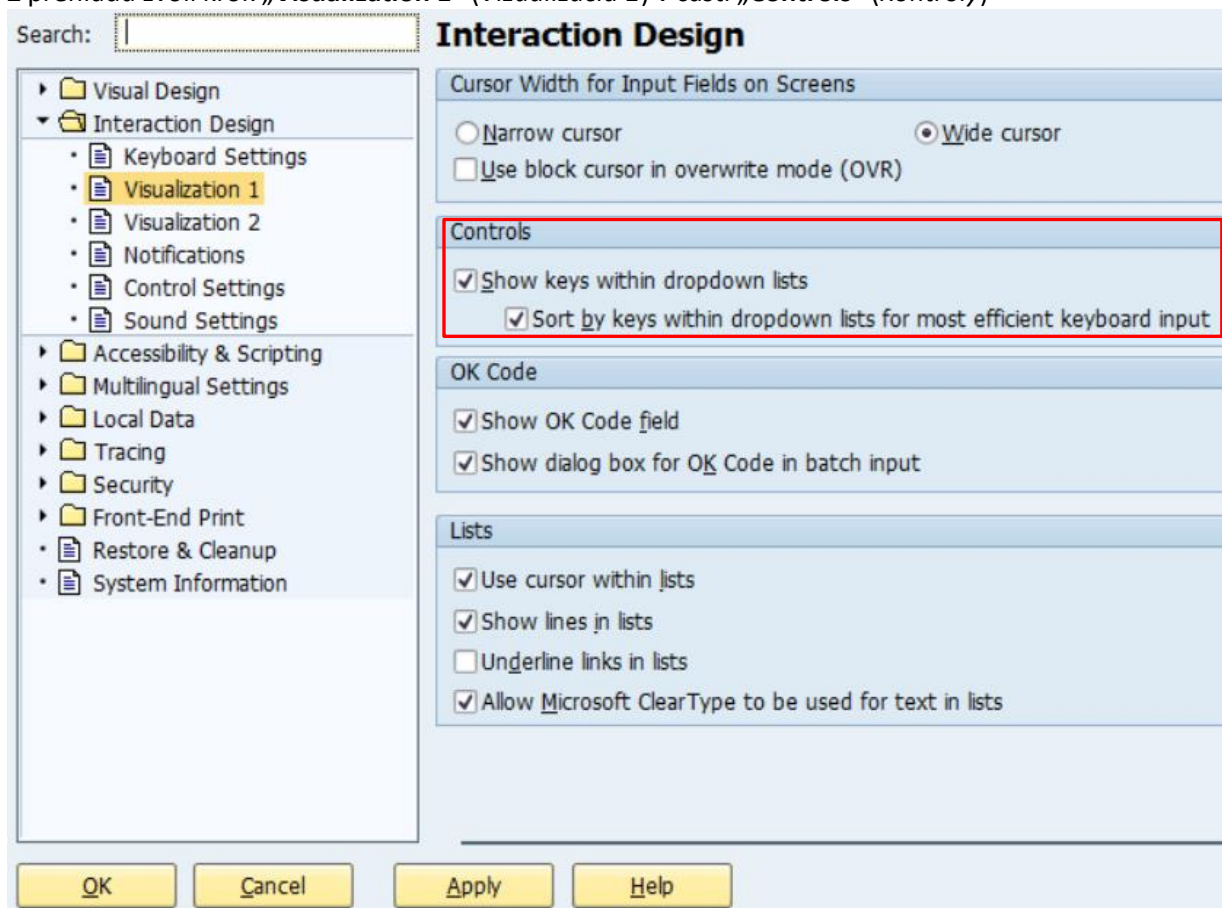 Search:
Visual Design
Interaction Design
Keyboard Settings
Visualization 1
Visualization 2
Notifications
Control Settings
Sound Settings
Accessibility & Scripting
Multilingual Settings
Local Data
Tracing
Security
Front-End Print
Restore & Cleanup
System Information
Interaction Design
Cursor Width for Input Fields on Screens
Narrow cursor Wide cursor
Use block cursor in overwrite mode (OVR)
Controls
Show keys within dropdown lists
Sort by keys within dropdown lists for most efficient keyboard input
OK Code
Show OK Code field
Show dialog box for OK Code in batch input
Lists
Use cursor within lists
Show lines in lists
Underline links in lists
Allow Microsoft ClearType to be used for text in lists
OK Cancel Apply Help